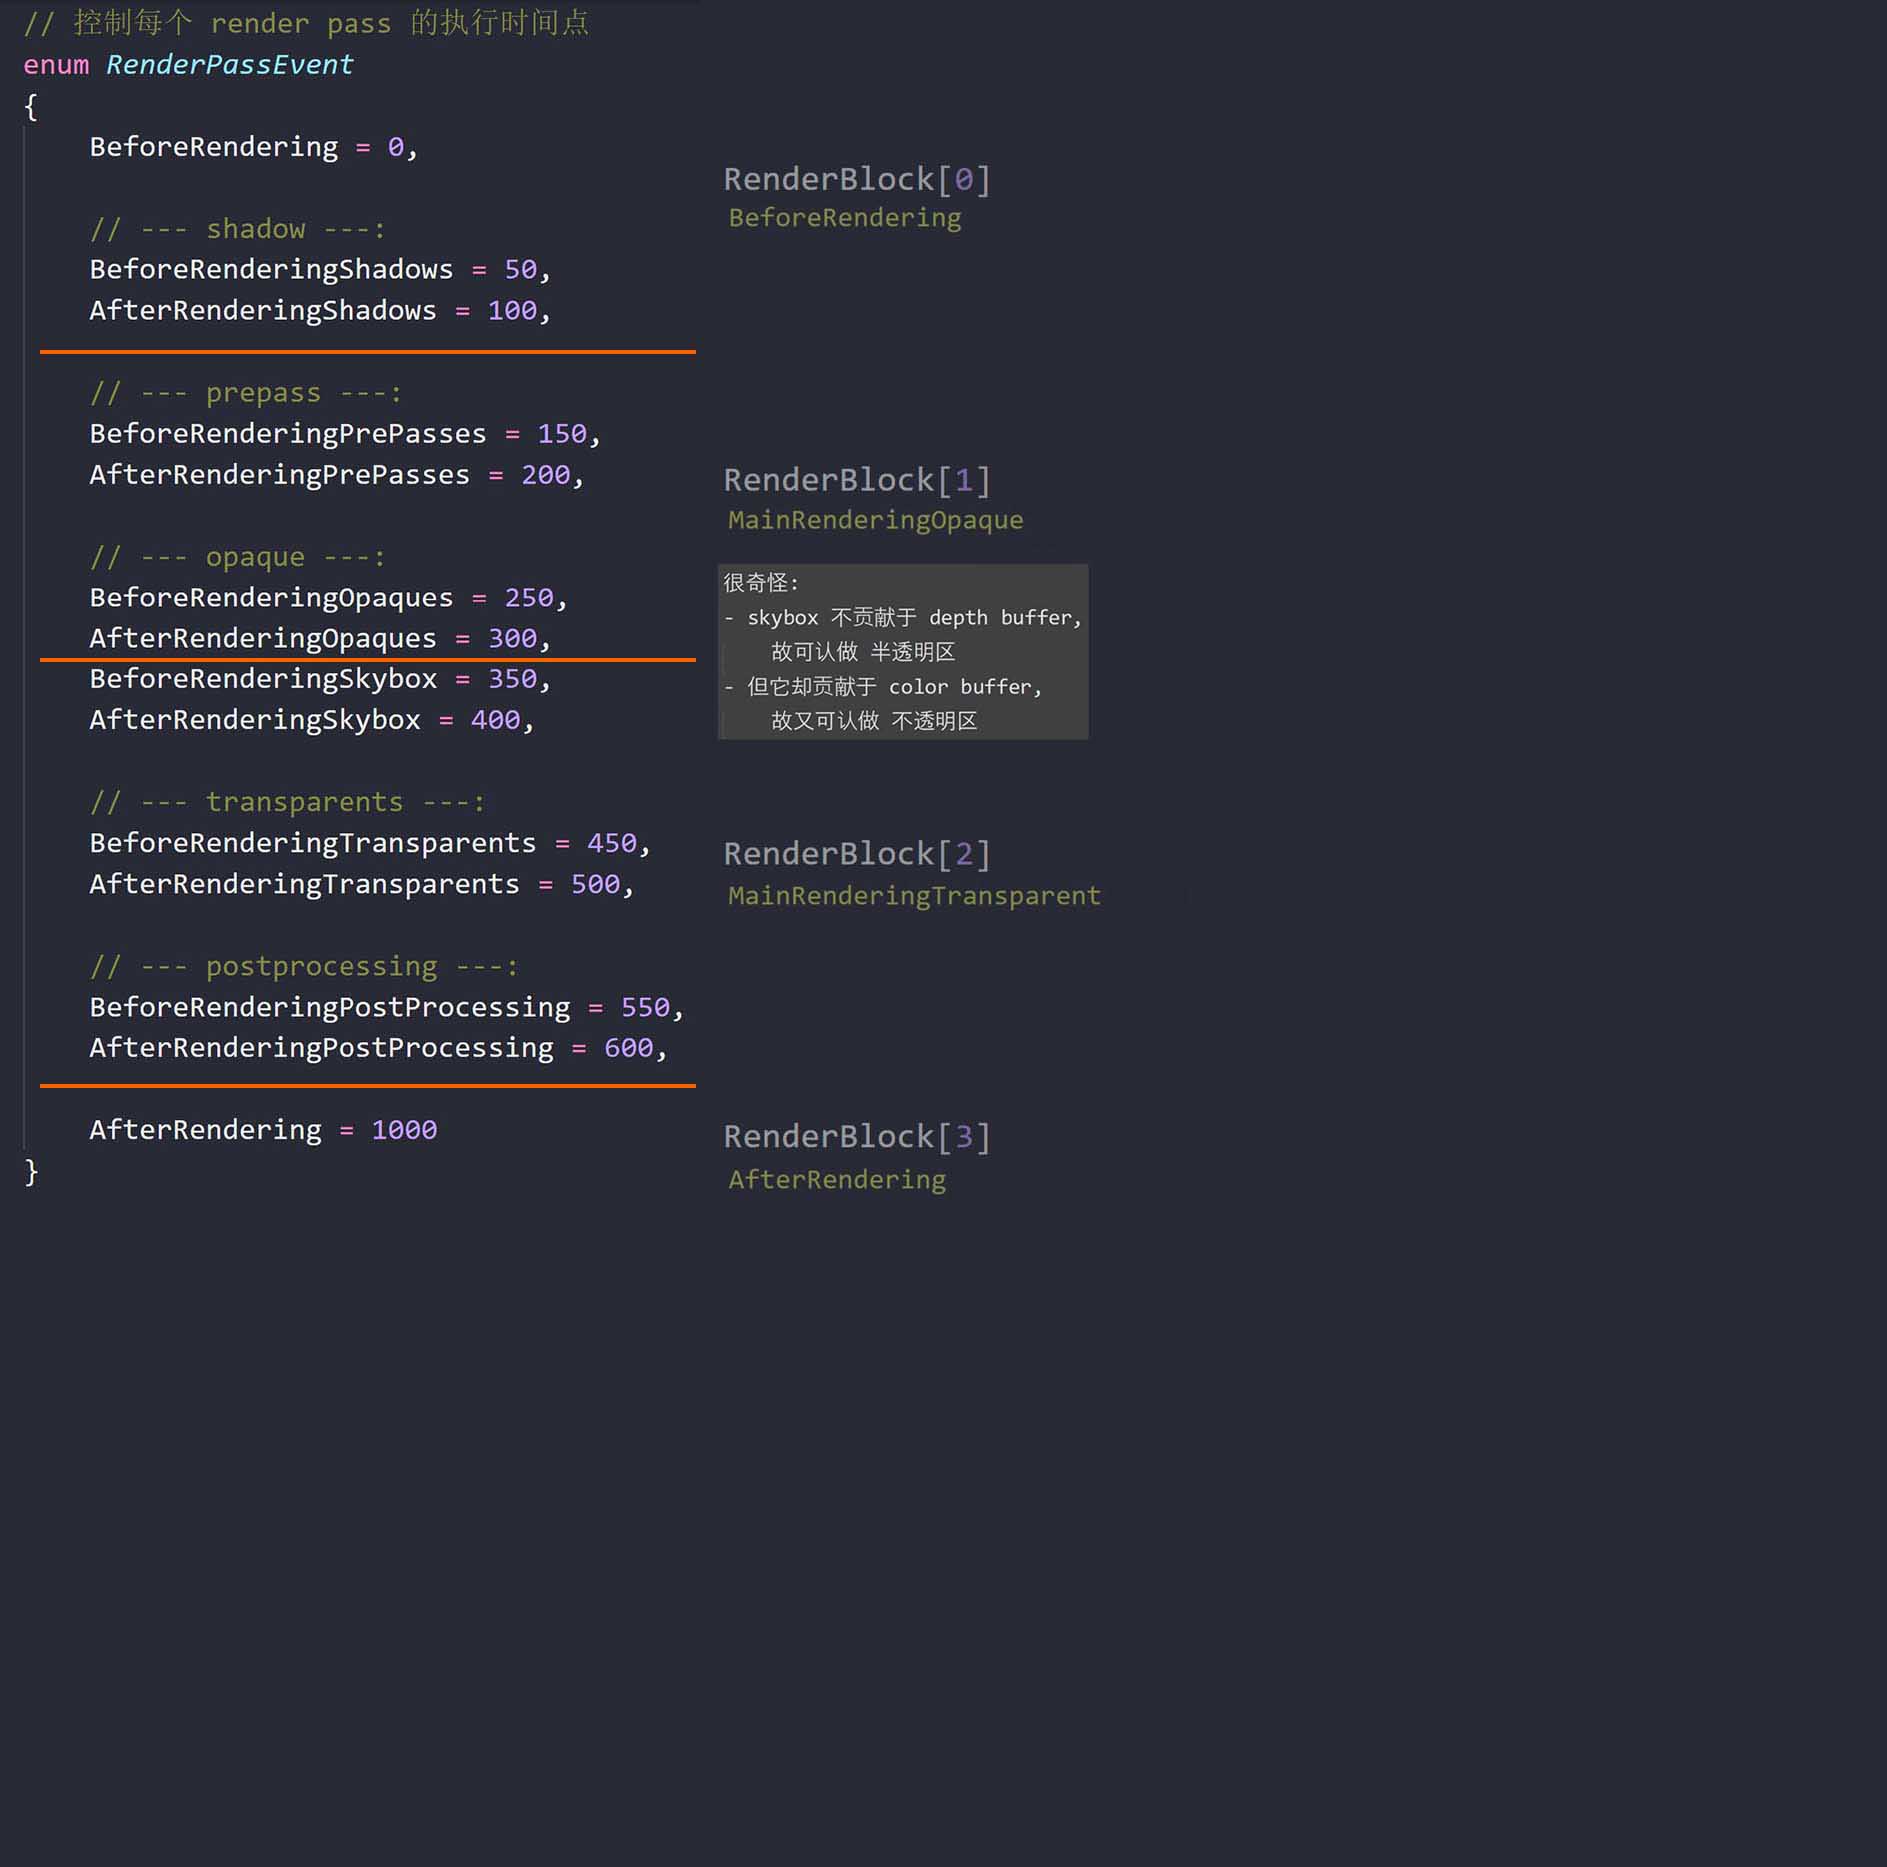 // 控制每个 render pass 的执行时间点
enum RenderPassEvent
{
BeforeRendering = 0,
// --- shadow ---:
BeforeRenderingShadows = 50,
AfterRenderingShadows = 100,
// --- prepass ---:
BeforeRenderingPrePasses = 150,
AfterRenderingPrePasses = 200,
// --- opaque ---:
BeforeRenderingOpaques = 250,
AfterRenderingOpaques = 300,
BeforeRenderingSkybox = 350,
AfterRenderingSkybox = 400,
// --- transparents ---:
BeforeRenderingTransparents = 450,
AfterRenderingTransparents = 500,
// --- postprocessing ---:
BeforeRenderingPostProcessing = 550,
AfterRenderingPostProcessing = 600,
AfterRendering = 1000
}
RenderBlock[0]
BeforeRendering
RenderBlock[1]
MainRenderingOpaque
很奇怪:
- skybox 不贡献于 depth buffer,
故可认做 半透明区
- 但它却贡献于 color buffer,
故又可认做 不透明区
RenderBlock[2]
MainRenderingTransparent
RenderBlock[3]
AfterRendering